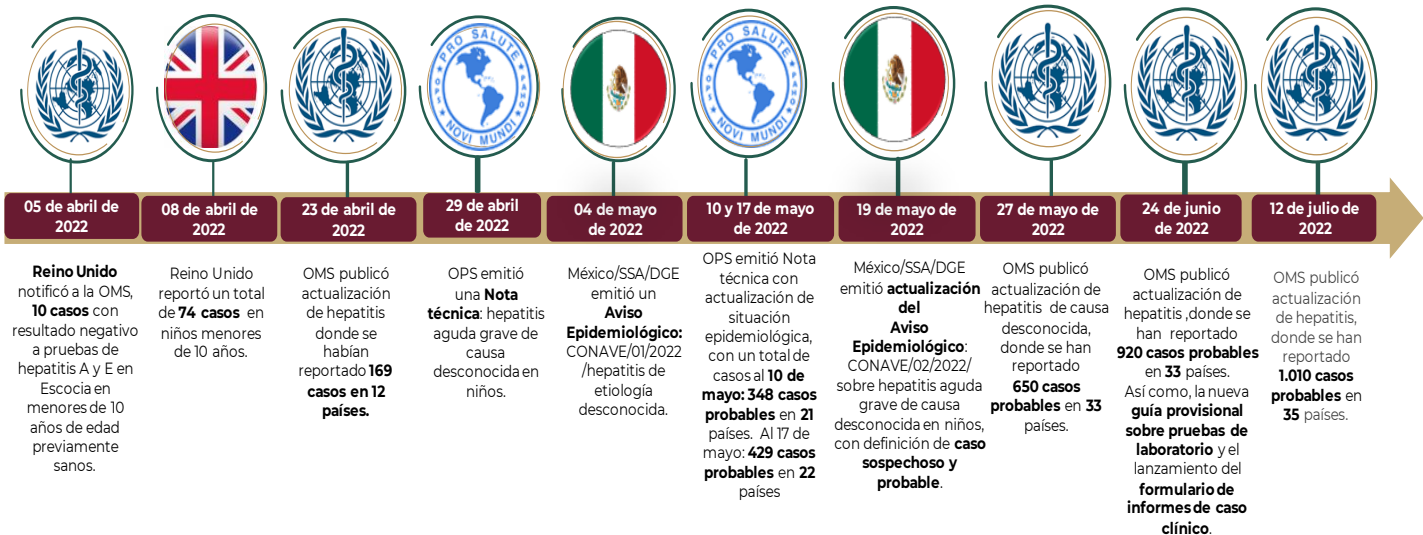 05 de abril de
2022
Reino Unido
notificó a la OMS,
10 casos con
resultado negativo
a pruebas de
hepatitis A y E en
Escocia en
menores de 10
años de edad
previamente
sanos.
08 de abril de
2022
Reino Unido
reportó un total
de 74 casos en
niños menores
de 10 años.
23 de abril de
2022
OMS publicó
actualización
de hepatitis
donde se
habían
reportado 169
casos en 12
países.
PRO SALUTE
NOVI MUNDI
29 de abril
de 2022
OPS emitió
una Nota
técnica: hepatitis
aguda grave de
causa
desconocida en
niños.
04 de mayo
de 2022
México/SSA/DGE
emitió un
Aviso
Epidemiológico:
CONAVE/01/2022
/hepatitis de
etiología
desconocida.
PRO SALUTE
NOVI MUNDI
10 y 17 de mayo
de 2022
OPS emitió Nota
técnica con
actualización de
situación
epidemiológica,
con un total de
casos al 10 de
mayo: 348 casos
probables en 21
países. Al 17 de
mayo: 429 casos
probables en 22
países
19 de mayo de
2022
México/SSA/DGE
emitió actualización
del
Aviso
Epidemiológico:
CONAVE/02/2022/
sobre hepatitis aguda
grave de causa
desconocida en niños,
con definición de caso
sospechoso y
probable.
27 de mayo de
2022
OMS publicó
actualización de
hepatitis de causa
desconocida,
donde se han
reportado
650 casos
probables en 33
países.
24 de junio
de 2022
OMS publicó
actualización de
hepatitis ,donde se
han reportado
920 casos probables
en 33 países.
Así como, la nueva
guía provisional
sobre pruebas de
laboratorio y el
lanzamiento del
formulario de
informes de caso
clínico.
12 de julio de
2022
OMS publicó
actualización
de hepatitis,
donde se han
reportado
1.010 casos
probables en
35 países.